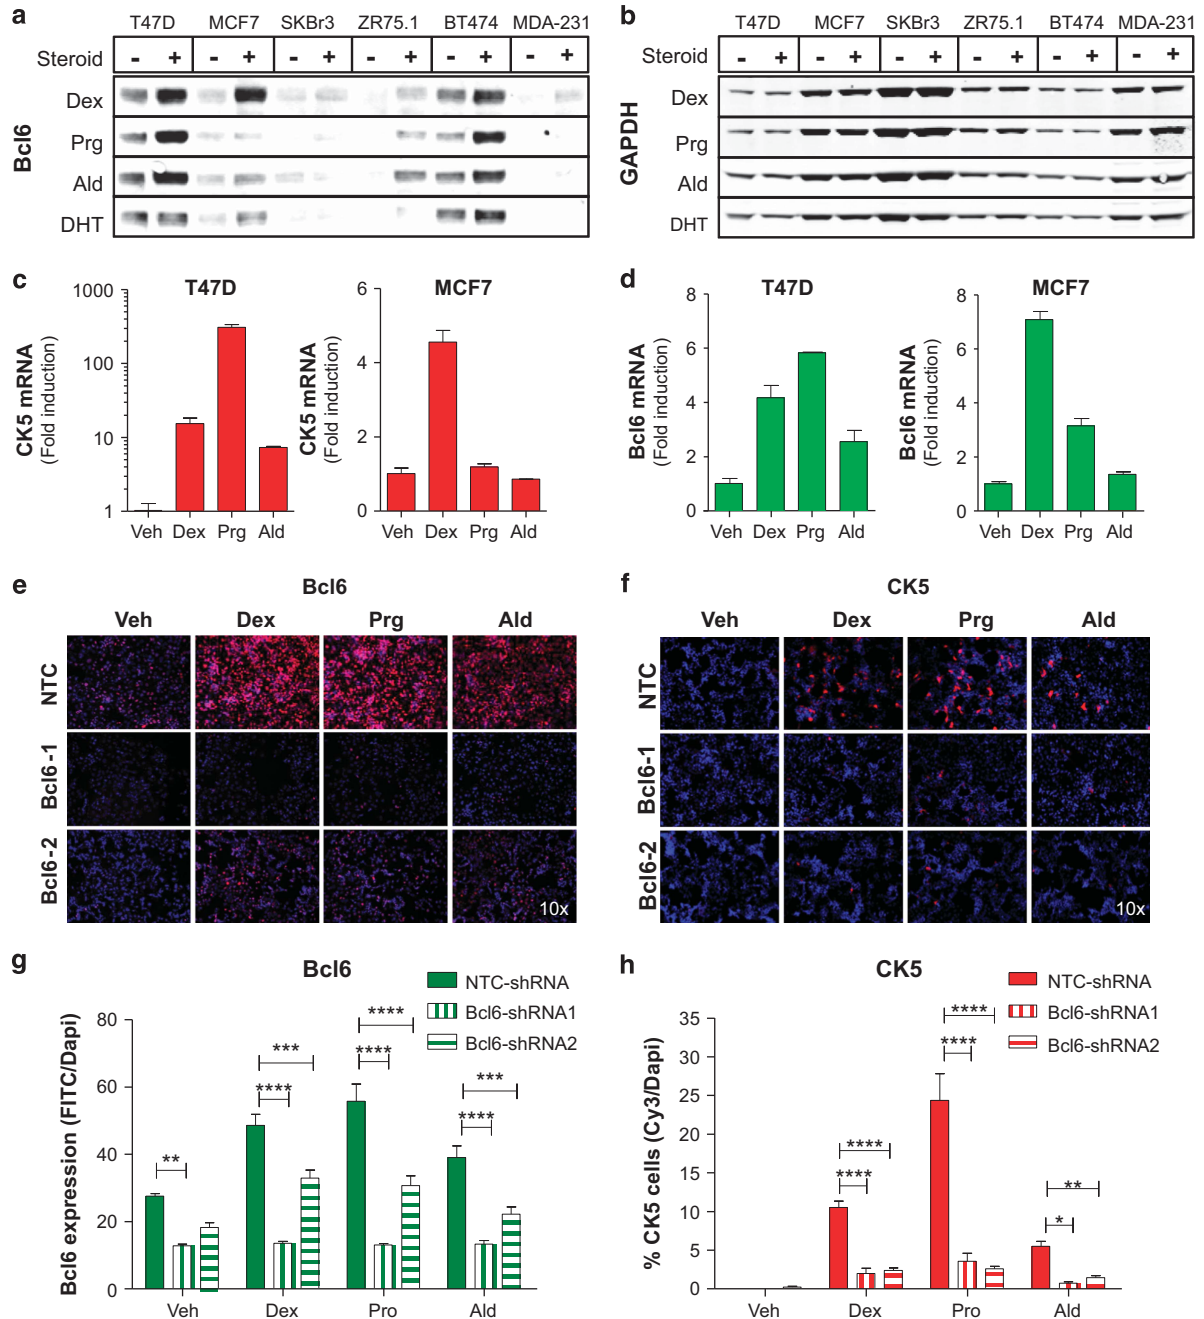 a
T47D MCF7 SKBr3 ZR75.1 BT474 MDA-231
Steroid - + - + - + - + - + - +
Bcl6
Dex
Prg
Ald
DHT
b
T47D MCF7 SKBr3 ZR75.1 BT474 MDA-231
Steroid - + - + - + - + - + - +
GAPDH
Dex
Prg
Ald
DHT
c
T47D
CK5 mRNA
(Fold induction)
1000
100
10
1
Veh Dex Prg Ald
MCF7
CK5 mRNA
(Fold induction)
6
4
2
0
Veh Dex Prg Ald
d
T47D
Bcl6 mRNA
(Fold induction)
8
6
4
2
0
Veh Dex Prg Ald
MCF7
Bcl6 mRNA
(Fold induction)
8
6
4
2
0
Veh Dex Prg Ald
e
Bcl6
Veh Dex Prg Ald
NTC
Bcl6-1
Bcl6-2
10x
f
CK5
Veh Dex Prg Ald
NTC
Bcl6-1
Bcl6-2
10x
g
Bcl6
NTC-shRNA
Bcl6-shRNA1
Bcl6-shRNA2
Bcl6 expression (FITC/Dapi)
80
60
40
20
0
**
***
****
****
****
***
****
Veh Dex Pro Ald
h
CK5
NTC-shRNA
Bcl6-shRNA1
Bcl6-shRNA2
% CK5 cells (Cy3/Dapi)
35
30
25
20
15
10
5
0
****
****
****
****
**
*
Veh Dex Pro Ald